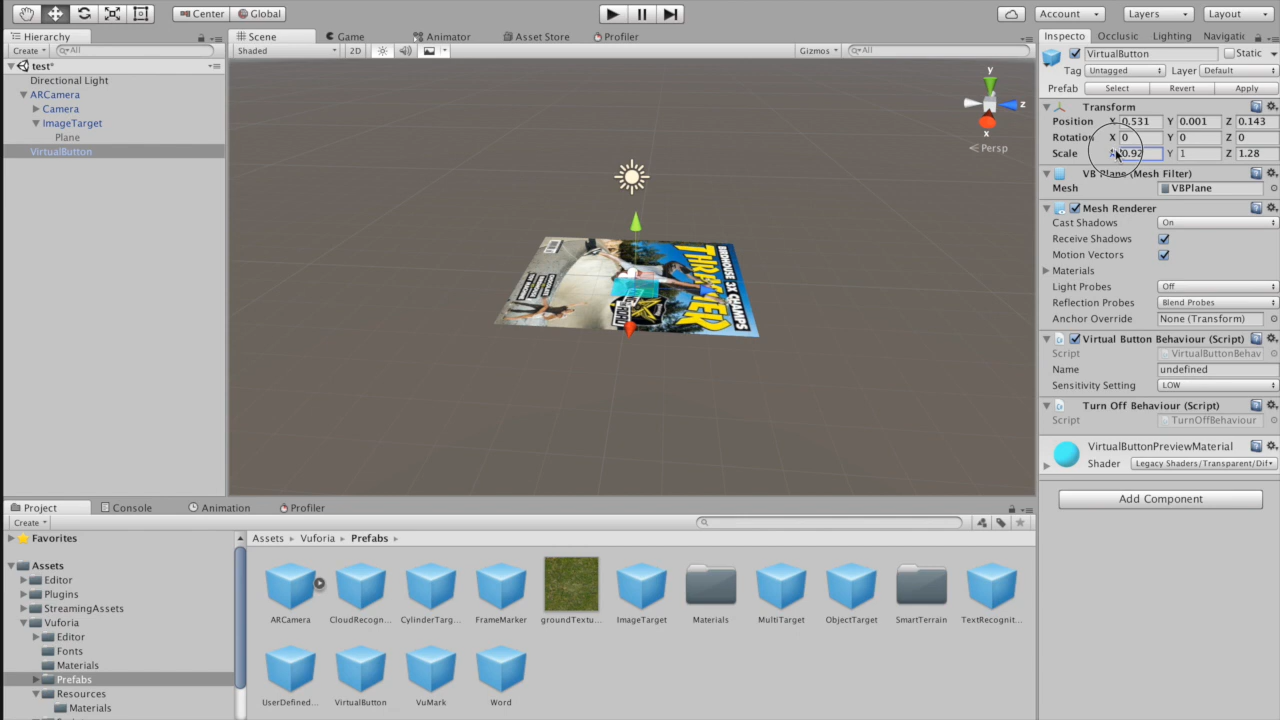 Center Global Account Layers Layout
Hierarchy Scene Game Animator Asset Store Profiler Inspecto Occlusic Lighting Navigatic
Create All Shaded 2D Gizmos All VirtualButton Static
test*
Directional Light
ARCamera
Camera
ImageTarget
Plane
VirtualButton
y
z
x
Persp
THRASHER
BIRDHOUSE 3X CHAMPS
Tag Untagged Layer Default
Prefab Select Revert Apply
Transform
Position X 0.531 Y 0.001 Z 0.143
Rotation X 0 Y 0 Z 0
Scale 0.92 Y 1 Z 1.28
VB Plane (Mesh Filter)
Mesh VBPlane
Mesh Renderer
Cast Shadows On
Receive Shadows
Motion Vectors
Materials
Light Probes Off
Reflection Probes Blend Probes
Anchor Override None (Transform)
Virtual Button Behaviour (Script)
Script VirtualButtonBehav
Name undefined
Sensitivity Setting LOW
Turn Off Behaviour (Script)
Script TurnOffBehaviour
VirtualButtonPreviewMaterial
Shader Legacy Shaders/Transparent/Dif
Add Component
Project Console Animation Profiler
Create
Favorites
Assets
Editor
Plugins
StreamingAssets
Vuforia
Editor
Fonts
Materials
Prefabs
Resources
Materials
Assets Vuforia Prefabs
ARCamera CloudRecogn... CylinderTarg... FrameMarker groundTextu... ImageTarget Materials MultiTarget ObjectTarget SmartTerrain TextRecognit...
UserDefined... VirtualButton VuMark Word